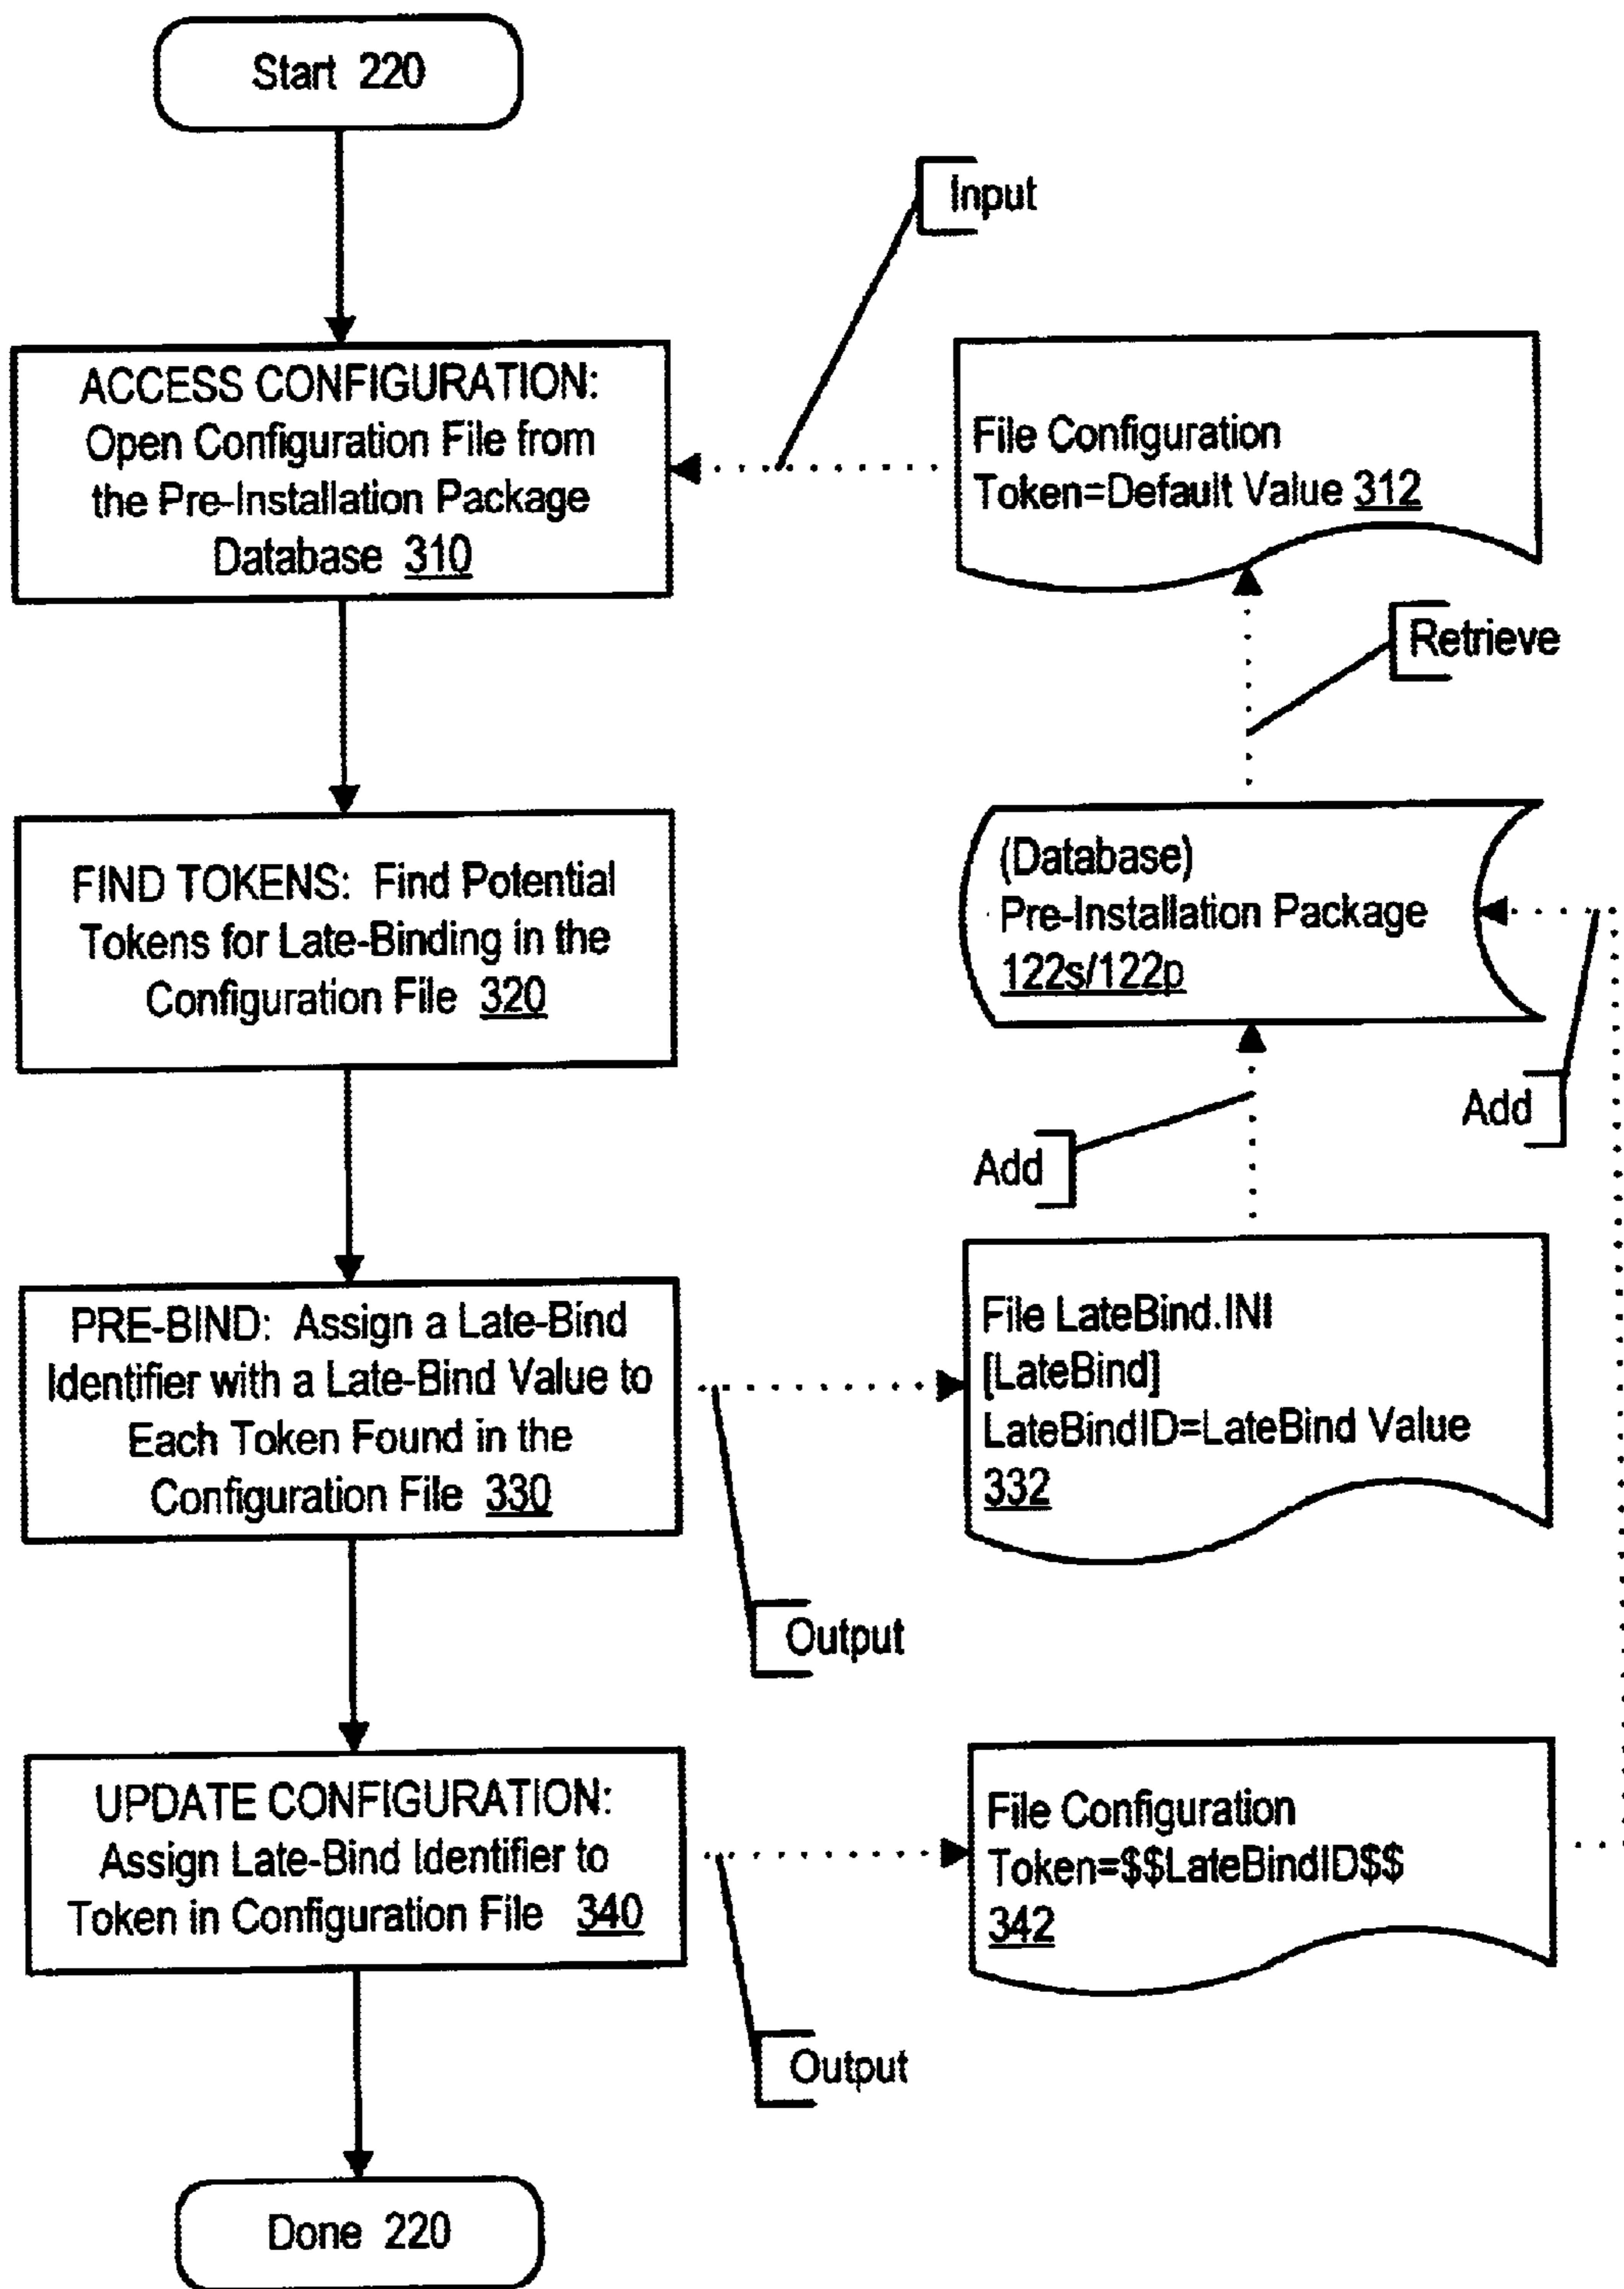 Start 220
Input
ACCESS CONFIGURATION:
Open Configuration File from
the Pre-Installation Package
Database 310
File Configuration
Token=Default Value 312
Retrieve
FIND TOKENS: Find Potential
Tokens for Late-Binding in the
Configuration File 320
(Database)
Pre-Installation Package
122s/122p
Add
Add
PRE-BIND: Assign a Late-Bind
Identifier with a Late-Bind Value to
Each Token Found in the
Configuration File 330
File LateBind.INI
[LateBind]
LateBindID=LateBind Value
332
Output
UPDATE CONFIGURATION:
Assign Late-Bind Identifier to
Token in Configuration File 340
File Configuration
Token=$$LateBindID$$
342
Output
Done 220